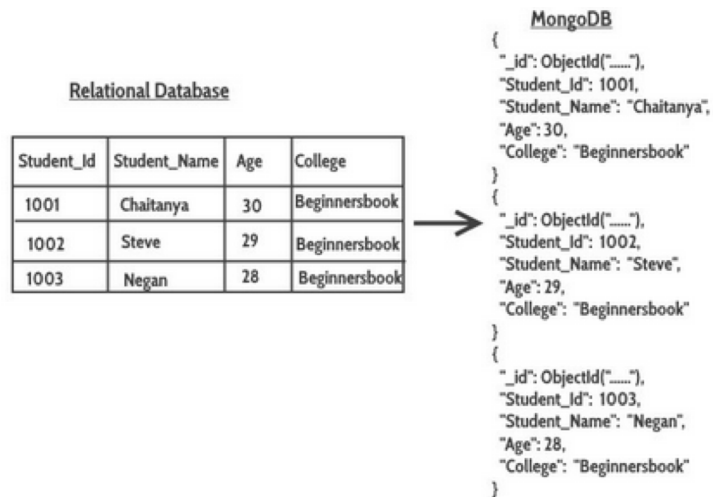 Relational Database
Student_Id Student_Name Age College
1001 Chaitanya 30 Beginnersbook
1002 Steve 29 Beginnersbook
1003 Negan 28 Beginnersbook
MongoDB
{
"_id": ObjectId("......"),
"Student_Id": 1001,
"Student_Name": "Chaitanya",
"Age": 30,
"College": "Beginnersbook"
}
{
"_id": ObjectId("......"),
"Student_Id": 1002,
"Student_Name": "Steve",
"Age": 29,
"College": "Beginnersbook"
}
{
"_id": ObjectId("......"),
"Student_Id": 1003,
"Student_Name": "Negan",
"Age": 28,
"College": "Beginnersbook"
}